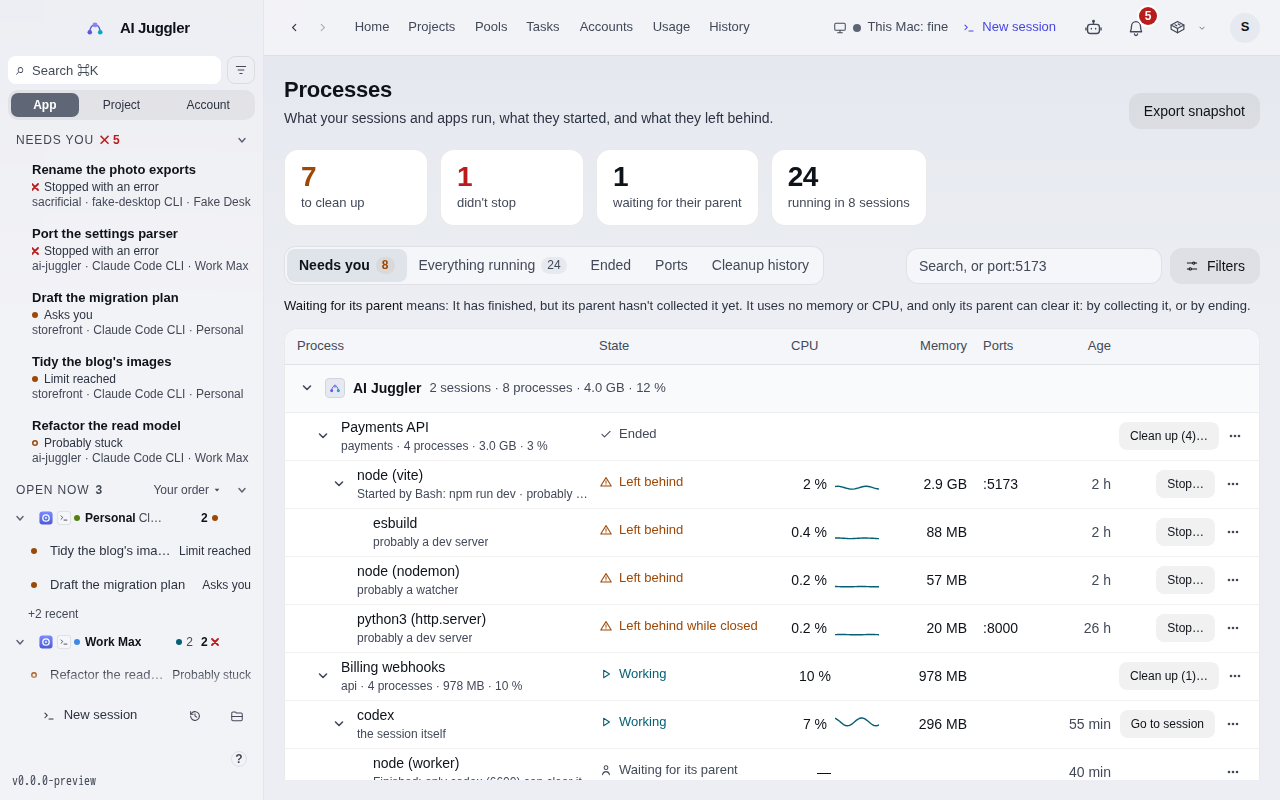 AI Juggler
Search ⌘K
App Project Account
NEEDS YOU 5
Rename the photo exports
Stopped with an error
sacrificial · fake-desktop CLI · Fake Desk
Port the settings parser
Stopped with an error
ai-juggler · Claude Code CLI · Work Max
Draft the migration plan
Asks you
storefront · Claude Code CLI · Personal
Tidy the blog's images
Limit reached
storefront · Claude Code CLI · Personal
Refactor the read model
Probably stuck
ai-juggler · Claude Code CLI · Work Max
OPEN NOW 3 Your order
Personal Cl… 2
Tidy the blog's ima… Limit reached
Draft the migration plan Asks you
+2 recent
Work Max 2 2
Refactor the read… Probably stuck
New session
?
v0.0.0-preview
Home Projects Pools Tasks Accounts Usage History
This Mac: fine New session 5 S
Processes
What your sessions and apps run, what they started, and what they left behind.
Export snapshot
7
to clean up
1
didn't stop
1
waiting for their parent
24
running in 8 sessions
Needs you 8 Everything running 24 Ended Ports Cleanup history
Search, or port:5173 Filters
Waiting for its parent means: It has finished, but its parent hasn't collected it yet. It uses no memory or CPU, and only its parent can clear it: by collecting it, or by ending.
Process State CPU Memory Ports Age
AI Juggler 2 sessions · 8 processes · 4.0 GB · 12 %
Payments API Ended Clean up (4)…
payments · 4 processes · 3.0 GB · 3 %
node (vite) Left behind 2 % 2.9 GB :5173 2 h Stop…
Started by Bash: npm run dev · probably …
esbuild Left behind 0.4 % 88 MB 2 h Stop…
probably a dev server
node (nodemon) Left behind 0.2 % 57 MB 2 h Stop…
probably a watcher
python3 (http.server) Left behind while closed 0.2 % 20 MB :8000 26 h Stop…
probably a dev server
Billing webhooks Working 10 % 978 MB Clean up (1)…
api · 4 processes · 978 MB · 10 %
codex Working 7 % 296 MB 55 min Go to session
the session itself
node (worker) Waiting for its parent — 40 min
Finished: only codex (6600) can clear it